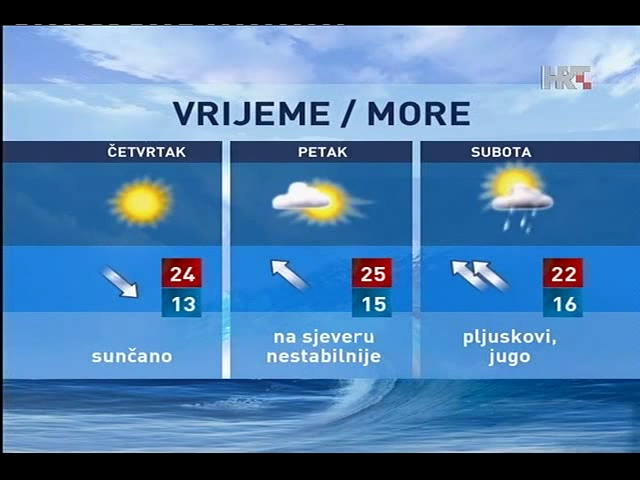 HRT
VRIJEME / MORE
ČETVRTAK
24
13
sunčano
PETAK
25
15
na sjeveru
nestabilnije
SUBOTA
22
16
pljuskovi,
jugo